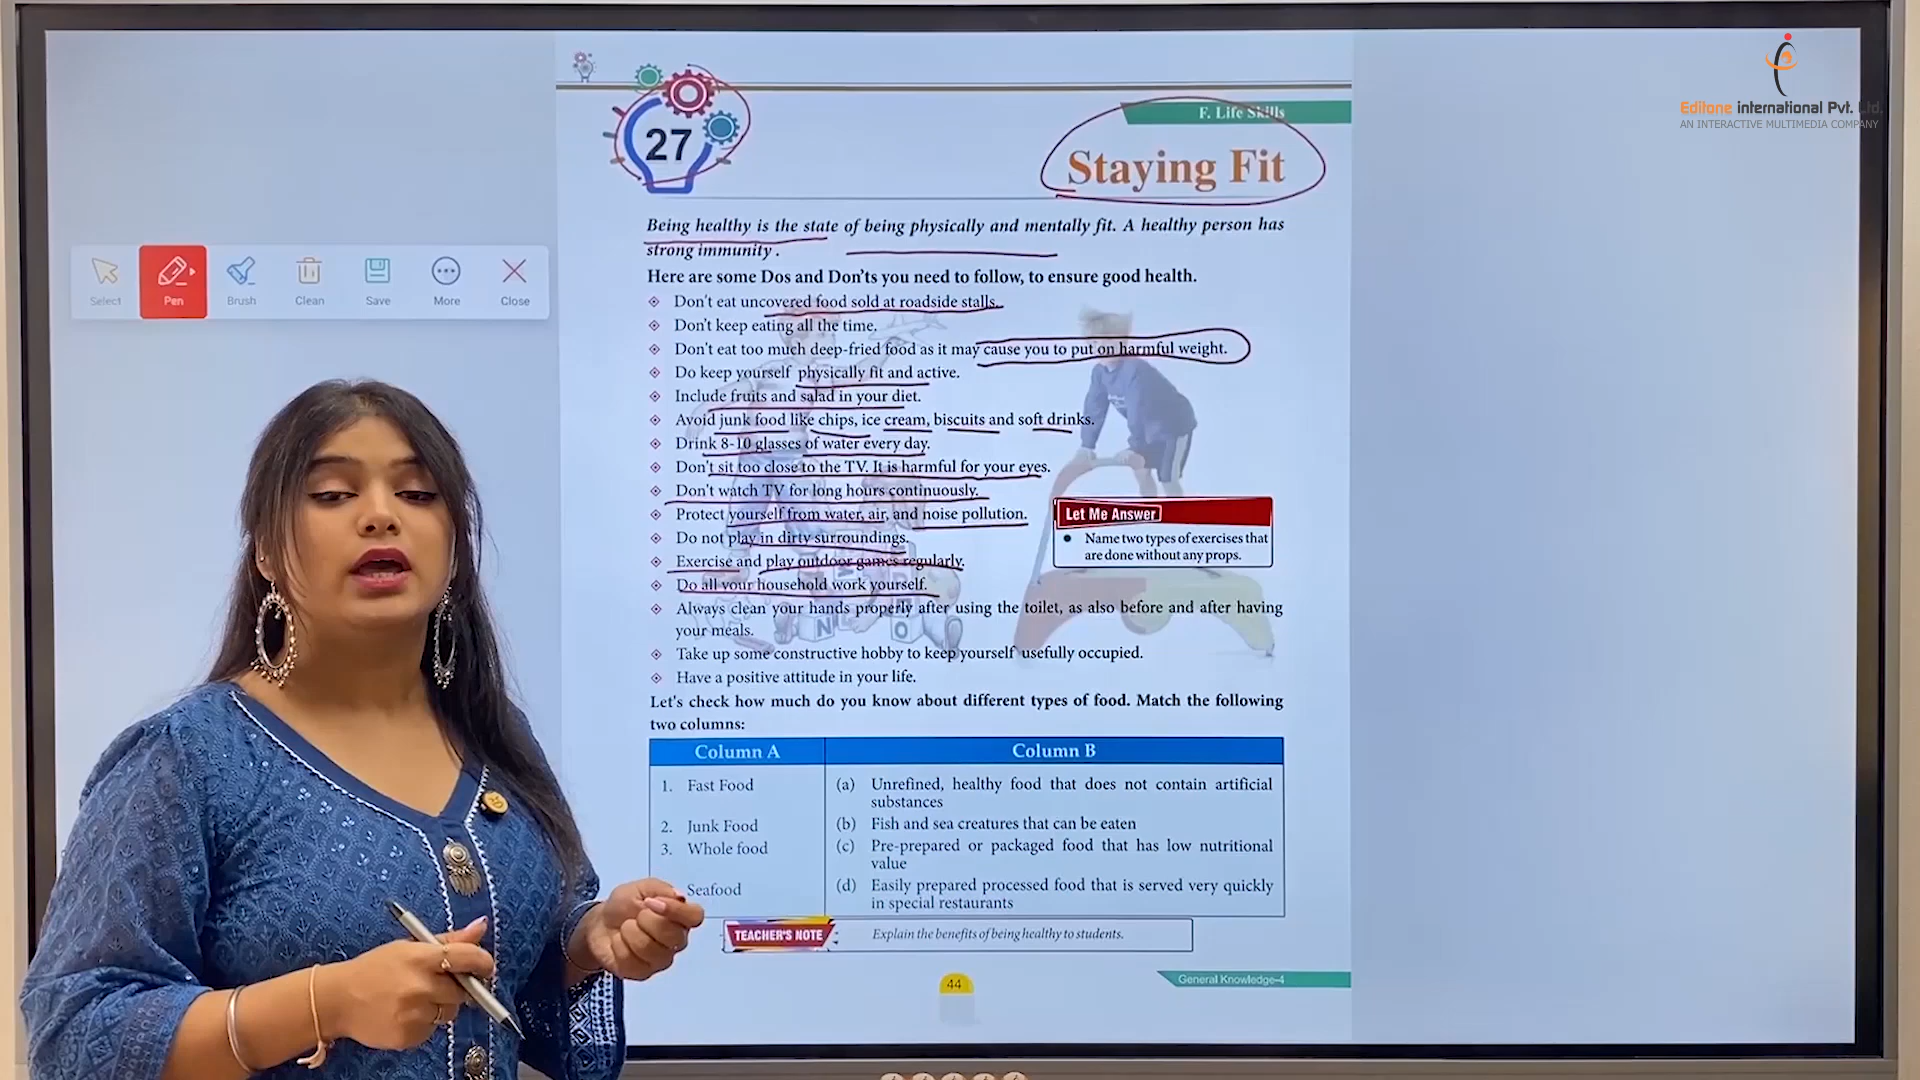 Editone international Pvt. Ltd.
AN INTERACTIVE MULTIMEDIA COMPANY
F. Life Skills
27
Staying Fit
Being healthy is the state of being physically and mentally fit. A healthy person has
strong immunity .
Here are some Dos and Don'ts you need to follow, to ensure good health.
Don't eat uncovered food sold at roadside stalls.
Don't keep eating all the time.
Don't eat too much deep-fried food as it may cause you to put on harmful weight.
Do keep yourself physically fit and active.
Include fruits and salad in your diet.
Avoid junk food like chips, ice cream, biscuits and soft drinks.
Drink 8-10 glasses of water every day.
Don't sit too close to the TV. It is harmful for your eyes.
Don't watch TV for long hours continuously.
Protect yourself from water, air, and noise pollution.
Do not play in dirty surroundings.
Exercise and play outdoor games regularly.
Do all your household work yourself.
Always clean your hands properly after using the toilet, as also before and after having
your meals.
Take up some constructive hobby to keep yourself usefully occupied.
Have a positive attitude in your life.
Let Me Answer
Name two types of exercises that
are done without any props.
Let's check how much do you know about different types of food. Match the following
two columns:
Column A Column B
1. Fast Food (a) Unrefined, healthy food that does not contain artificial
substances
2. Junk Food (b) Fish and sea creatures that can be eaten
3. Whole food (c) Pre-prepared or packaged food that has low nutritional
value
Seafood (d) Easily prepared processed food that is served very quickly
in special restaurants
TEACHER'S NOTE Explain the benefits of being healthy to students.
44
General Knowledge-4
Select Pen Brush Clean Save More Close
N O